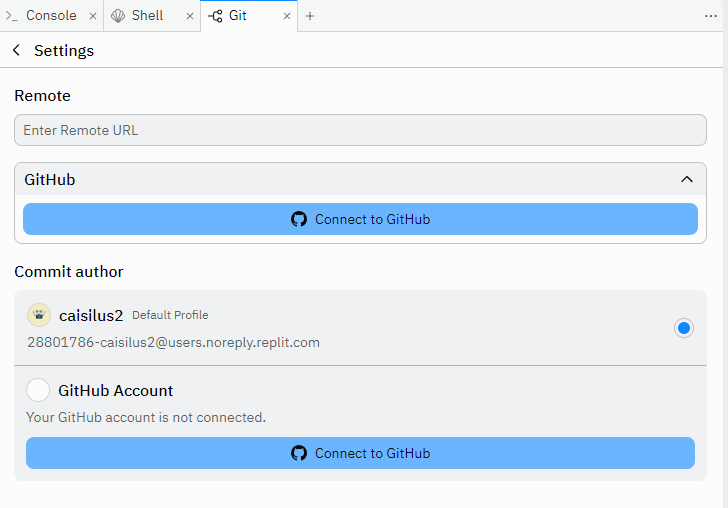 Console
Shell
Git
Settings
Remote
Enter Remote URL
GitHub
Connect to GitHub
Commit author
caisilus2 Default Profile
28801786-caisilus2@users.noreply.replit.com
GitHub Account
Your GitHub account is not connected.
Connect to GitHub